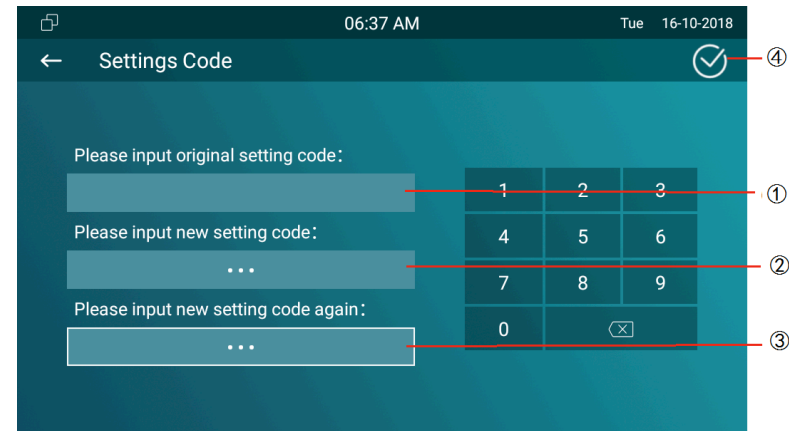 06:37 AM Tue 16-10-2018
← Settings Code ④
Please input original setting code：
1 2 3 ①
Please input new setting code：
4 5 6
••• ②
7 8 9
Please input new setting code again：
0
••• ③